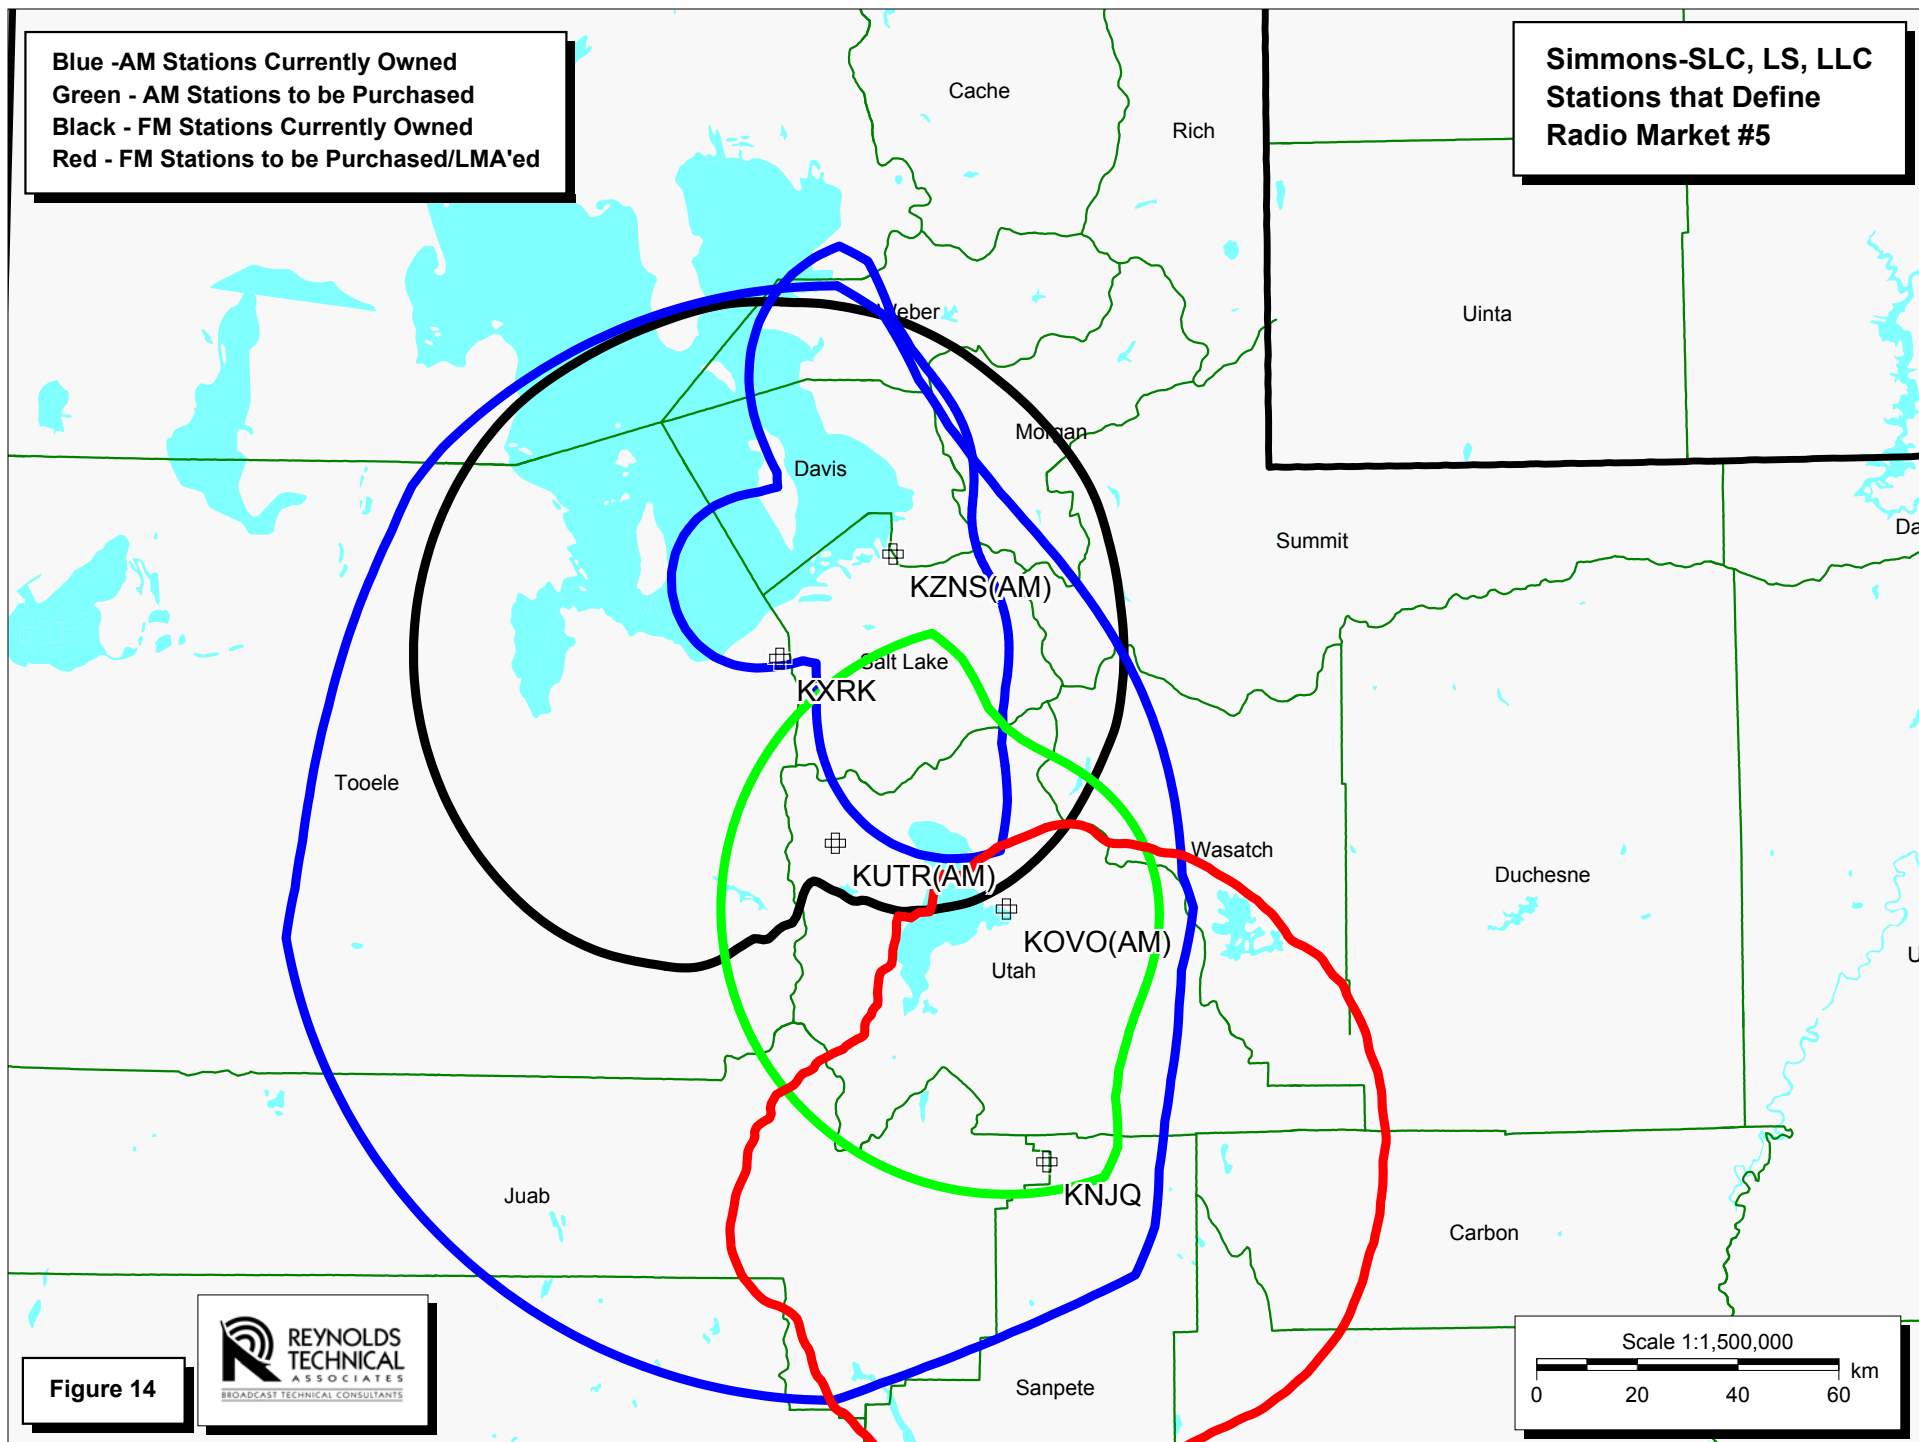 Blue -AM Stations Currently Owned
Green - AM Stations to be Purchased
Black - FM Stations Currently Owned
Red - FM Stations to be Purchased/LMA'ed
Simmons-SLC, LS, LLC
Stations that Define
Radio Market #5
Cache
Rich
Uinta
Weber
Morgan
Davis
Summit
Da
KZNS(AM)
Salt Lake
KXRK
Tooele
Wasatch
KUTR(AM)
Duchesne
KOVO(AM)
Utah
U
KNJQ
Juab
Carbon
Sanpete
Figure 14
REYNOLDS
TECHNICAL
ASSOCIATES
BROADCAST TECHNICAL CONSULTANTS
Scale 1:1,500,000
km
0 20 40 60